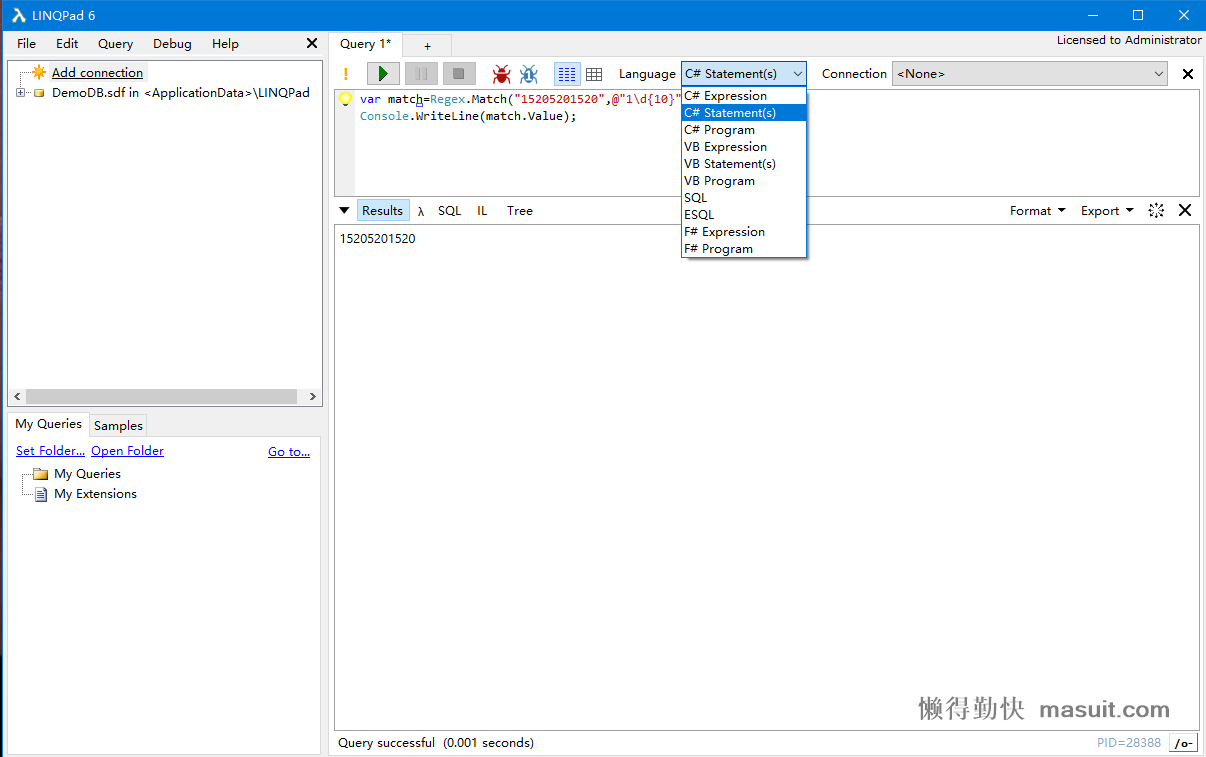 LINQPad 6
File Edit Query Debug Help
Licensed to Administrator
Add connection
DemoDB.sdf in <ApplicationData>\LINQPad
My Queries Samples
Set Folder... Open Folder Go to...
My Queries
My Extensions
Query 1* +
! Language C# Statement(s) Connection <None>
C# Expression
C# Statement(s)
C# Program
VB Expression
VB Statement(s)
VB Program
SQL
ESQL
F# Expression
F# Program
var match=Regex.Match("15205201520",@"1\d{10}"
Console.WriteLine(match.Value);
Results λ SQL IL Tree Format Export
15205201520
懒得勤快 masuit.com
Query successful (0.001 seconds) PID=28388 /o-